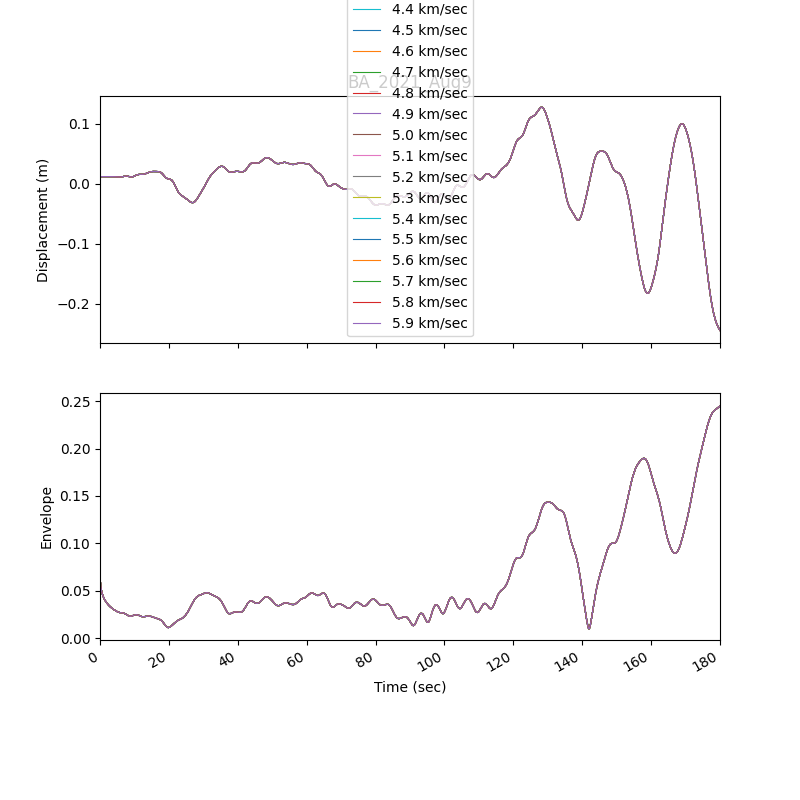 4.4 km/sec
4.5 km/sec
4.6 km/sec
4.7 km/sec
BA_2021_Aug9
4.8 km/sec
4.9 km/sec
5.0 km/sec
5.1 km/sec
5.2 km/sec
5.3 km/sec
5.4 km/sec
5.5 km/sec
5.6 km/sec
5.7 km/sec
5.8 km/sec
5.9 km/sec
Displacement (m)
0.1
0.0
−0.1
−0.2
Envelope
0.25
0.20
0.15
0.10
0.05
0.00
0 20 40 60 80 100 120 140 160 180
Time (sec)